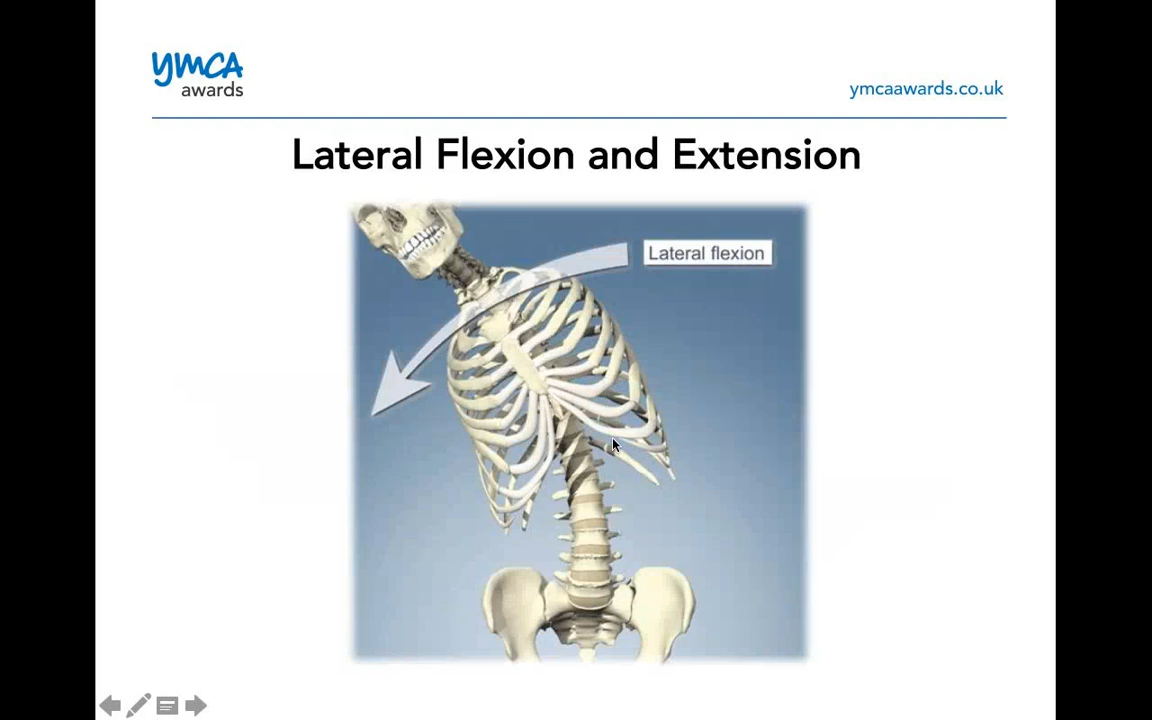 ymca
awards
ymcaawards.co.uk
Lateral Flexion and Extension
Lateral flexion